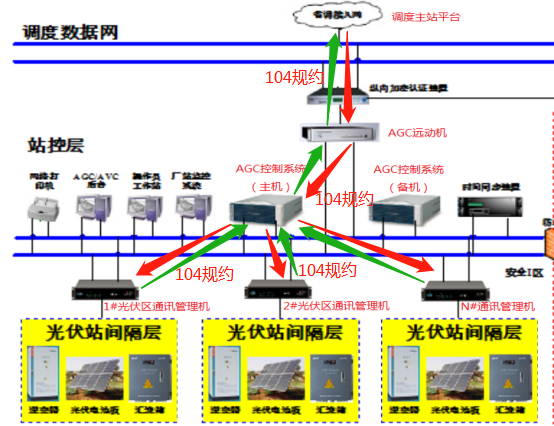 省调接入网
调度主站平台
调度数据网
104规约
纵向加密认证装置
AGC远动机
站控层
AGC控制系统
（主机）
AGC控制系统
（备机）
网络打
印机
AGC/AVC
后台
操作员
工作站
厂站监控
系统
104规约
时间同步装置
104规约
104规约
安全I区
1#光伏区通讯管理机
2#光伏区通讯管理机
N#通讯管理机
光伏站间隔层
光伏站间隔层
光伏站间隔层
逆变器
光伏电池板
汇流箱
逆变器
光伏电池板
汇流箱
逆变器
光伏电池板
汇流箱